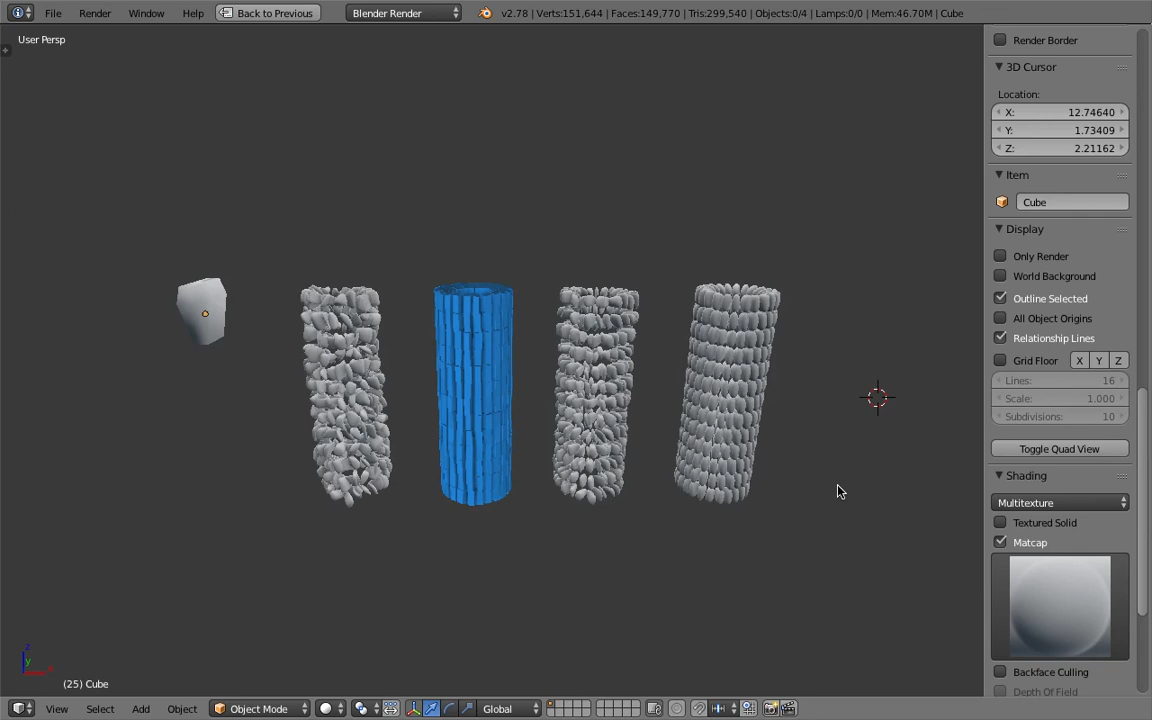 File Render Window Help Back to Previous Blender Render v2.78 | Verts:151,644 | Faces:149,770 | Tris:299,540 | Objects:0/4 | Lamps:0/0 | Mem:46.70M | Cube
User Persp
Render Border
3D Cursor
Location:
X: 12.74640
Y: 1.73409
Z: 2.21162
Item
Cube
Display
Only Render
World Background
Outline Selected
All Object Origins
Relationship Lines
Grid Floor X Y Z
Lines: 16
Scale: 1.000
Subdivisions: 10
Toggle Quad View
Shading
Multitexture
Textured Solid
Matcap
Backface Culling
Depth Of Field
z
y
x
(25) Cube
View Select Add Object Object Mode Global